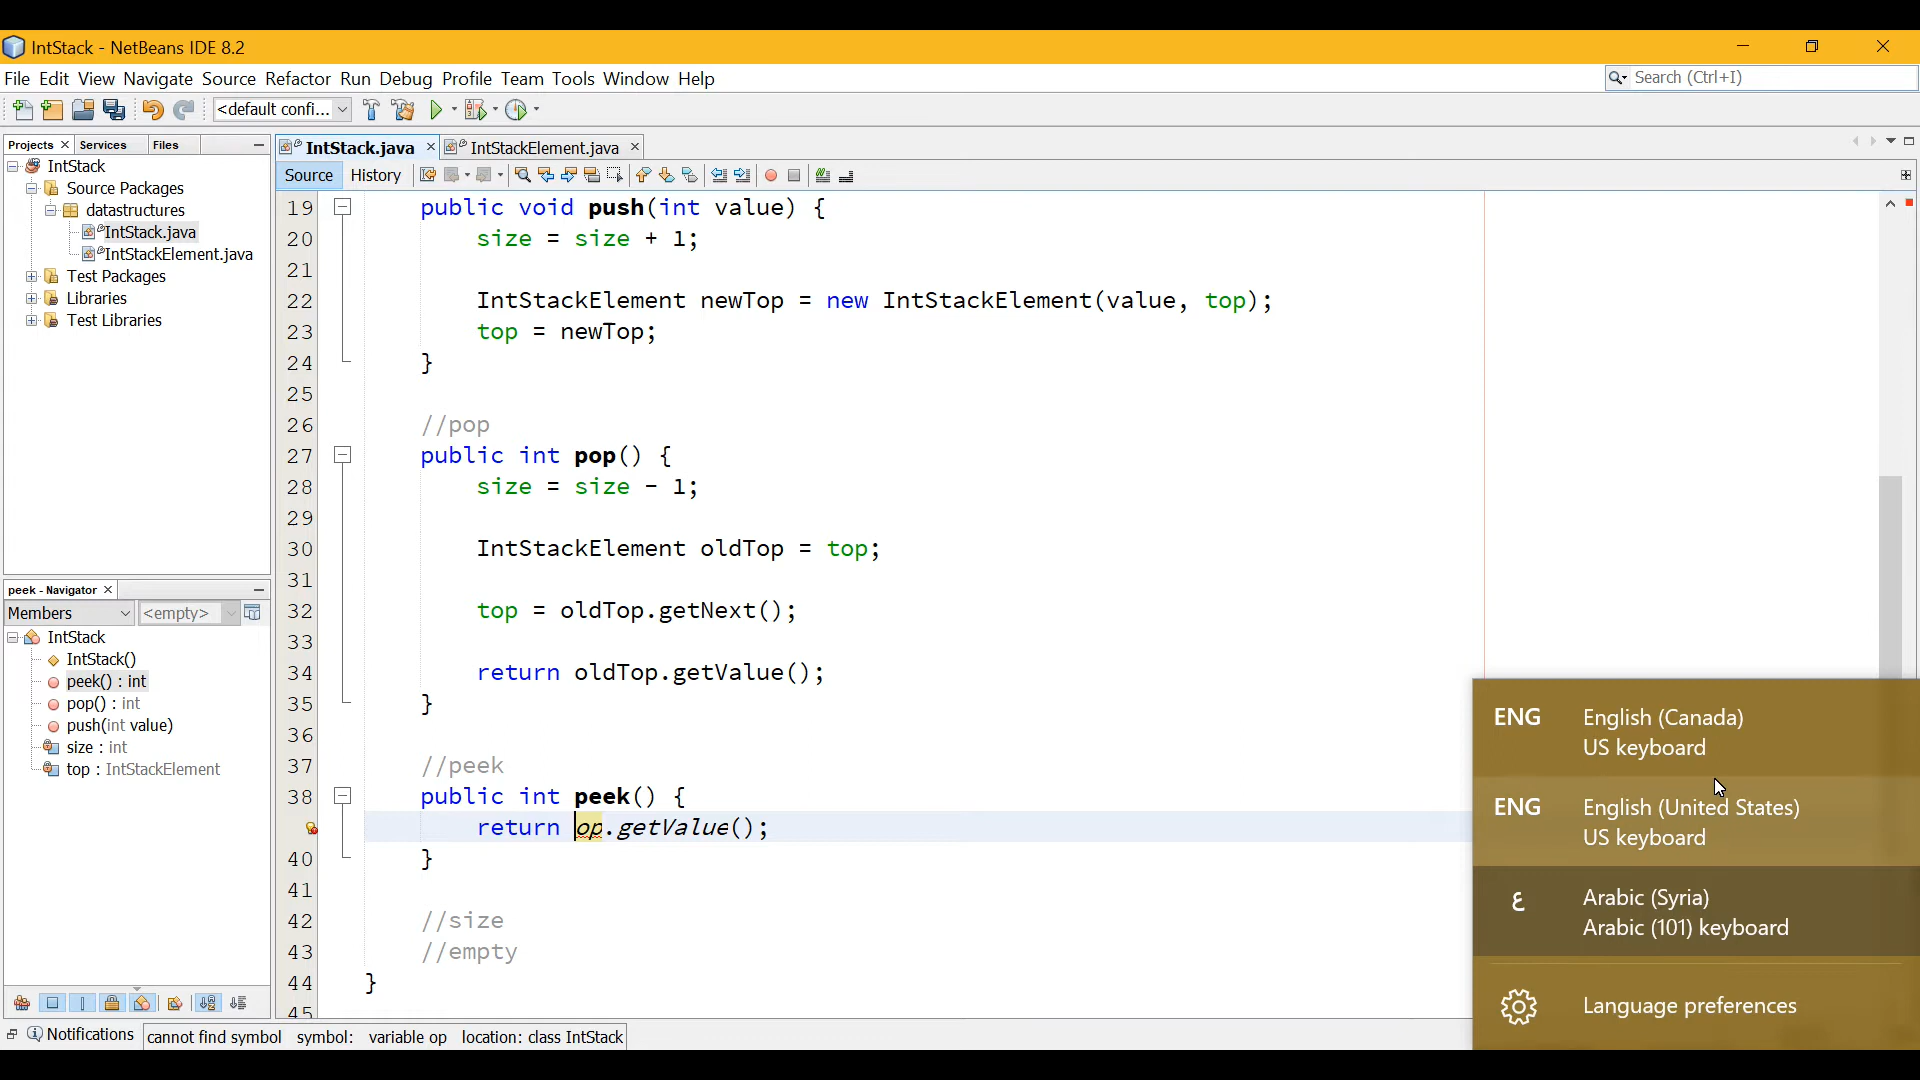 IntStack - NetBeans IDE 8.2
File Edit View Navigate Source Refactor Run Debug Profile Team Tools Window Help
Search (Ctrl+I)
<default confi...
Projects Services Files
IntStack
Source Packages
datastructures
IntStack.java
IntStackElement.java
Test Packages
Libraries
Test Libraries
peek - Navigator
Members <empty>
IntStack
IntStack()
peek() : int
pop() : int
push(int value)
size : int
top : IntStackElement
IntStack.java IntStackElement.java
Source History
19 public void push(int value) {
20 size = size + 1;
21
22 IntStackElement newTop = new IntStackElement(value, top);
23 top = newTop;
24 }
25
26 //pop
27 public int pop() {
28 size = size - 1;
29
30 IntStackElement oldTop = top;
31
32 top = oldTop.getNext();
33
34 return oldTop.getValue();
35 }
36
37 //peek
38 public int peek() {
return op.getValue();
40 }
41
42 //size
43 //empty
44 }
45
ENG English (Canada)
US keyboard
ENG English (United States)
US keyboard
ع Arabic (Syria)
Arabic (101) keyboard
Language preferences
Notifications cannot find symbol symbol: variable op location: class IntStack